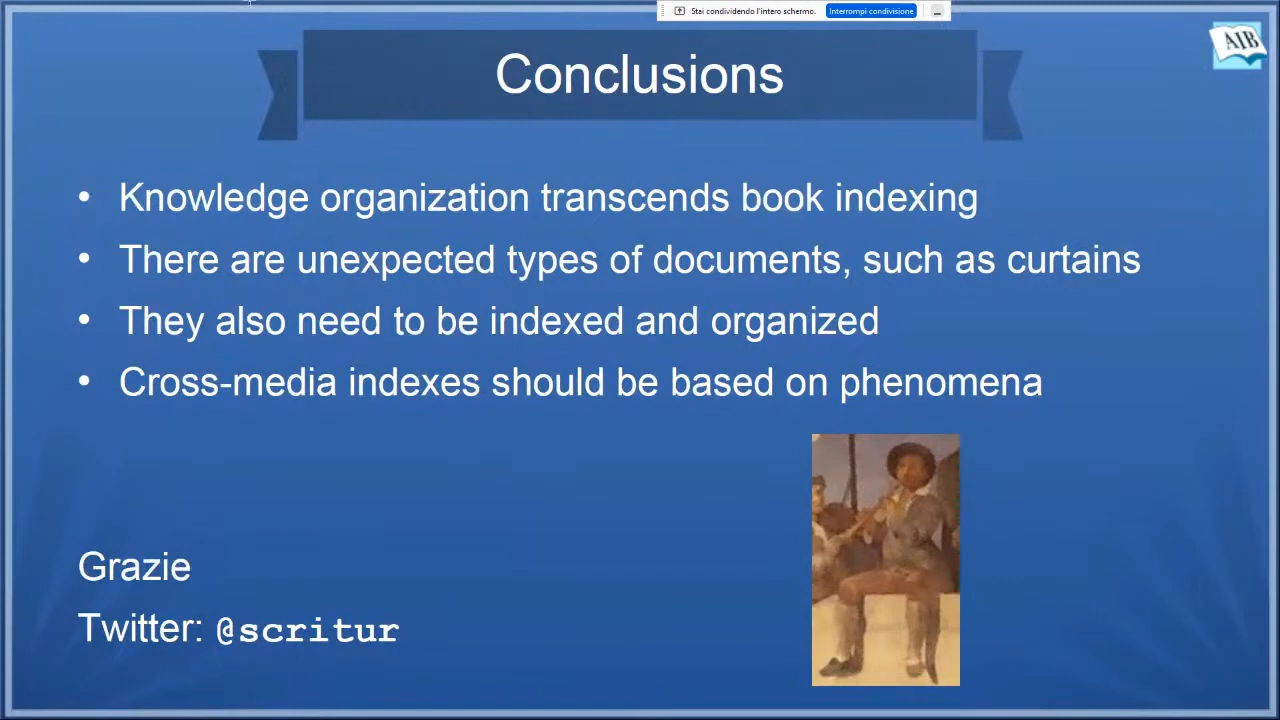 Stai condividendo l'intero schermo. Interrompi condivisione
AIB
Conclusions
• Knowledge organization transcends book indexing
• There are unexpected types of documents, such as curtains
• They also need to be indexed and organized
• Cross-media indexes should be based on phenomena
Grazie
Twitter: @scritur